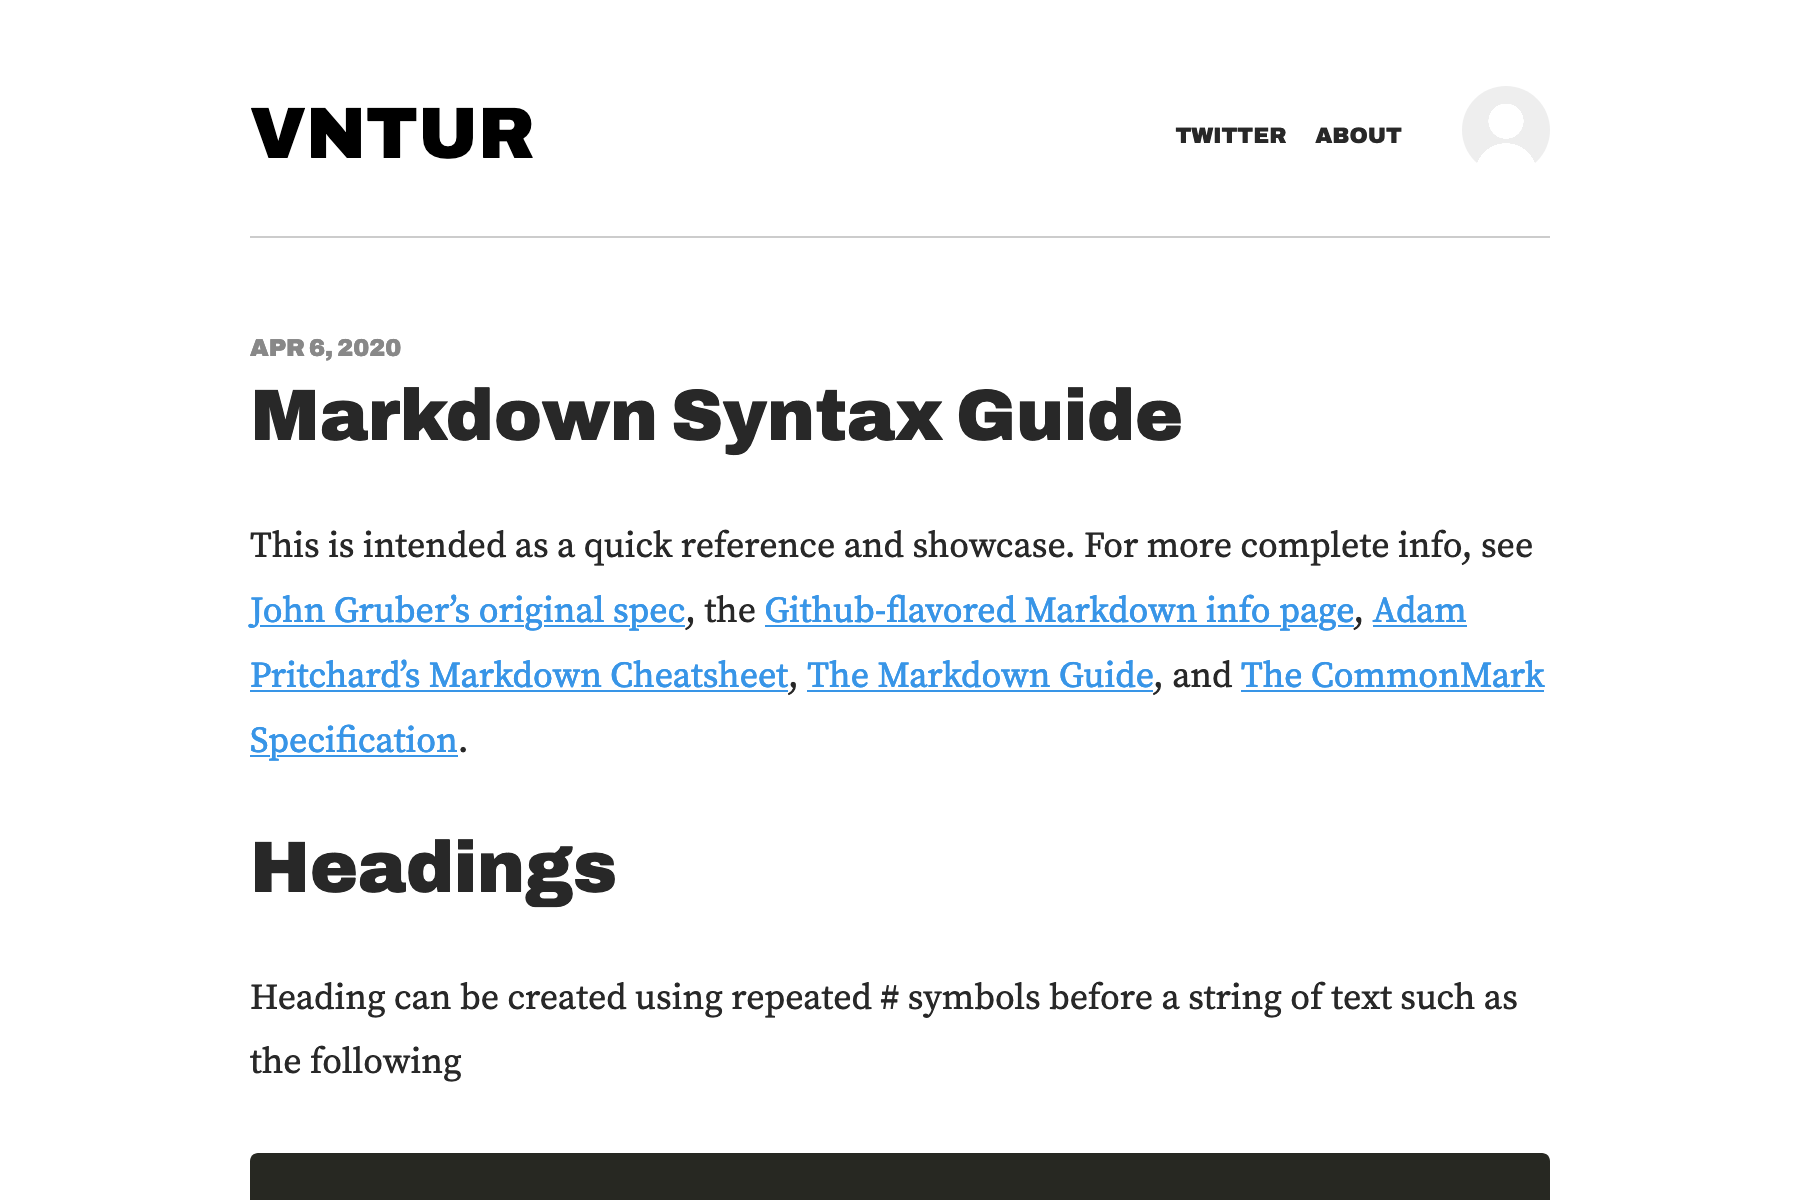 VNTUR
TWITTER ABOUT
APR 6, 2020
Markdown Syntax Guide
This is intended as a quick reference and showcase. For more complete info, see
John Gruber’s original spec, the Github-flavored Markdown info page, Adam
Pritchard’s Markdown Cheatsheet, The Markdown Guide, and The CommonMark
Specification.
Headings
Heading can be created using repeated # symbols before a string of text such as
the following